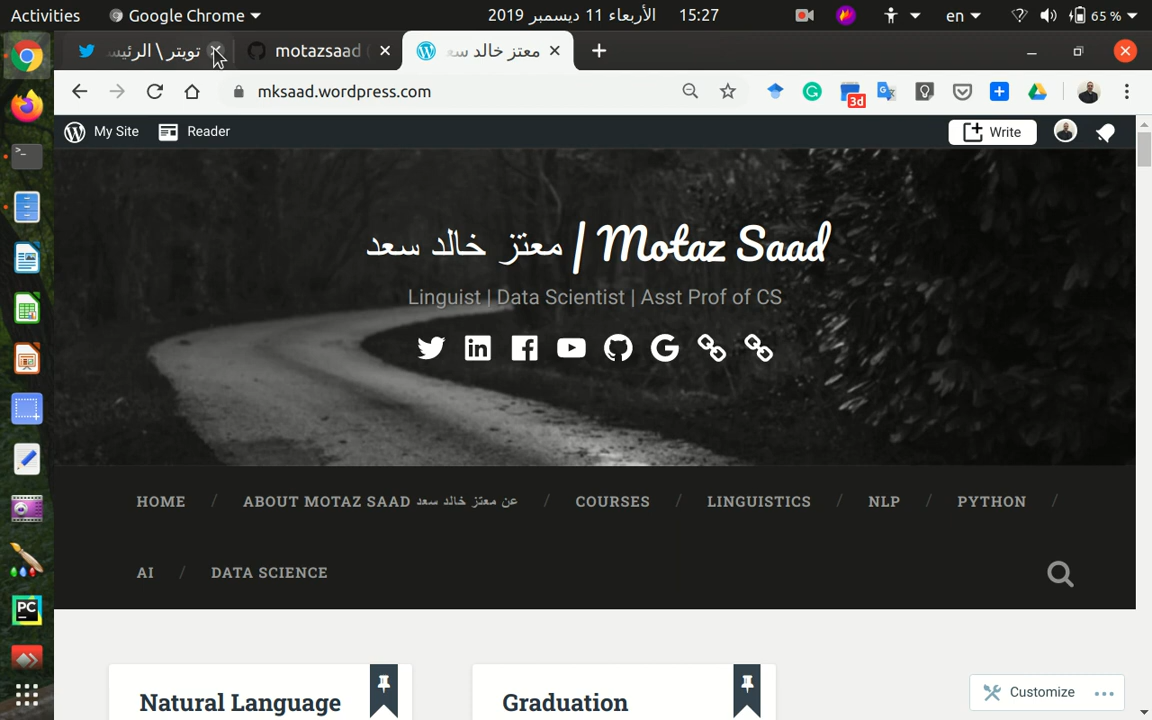 Activities Google Chrome الأربعاء 11 ديسمبر 2019 15:27 en 65 %
تويتر \ الرئيس motazsaad ( معتز خالد سعد
mksaad.wordpress.com 3d
My Site Reader Write
معتز خالد سعد | Motaz Saad
Linguist | Data Scientist | Asst Prof of CS
HOME / ABOUT MOTAZ SAAD عن معتز خالد سعد / COURSES / LINGUISTICS / NLP / PYTHON /
AI / DATA SCIENCE
Natural Language Graduation
Customize
PC